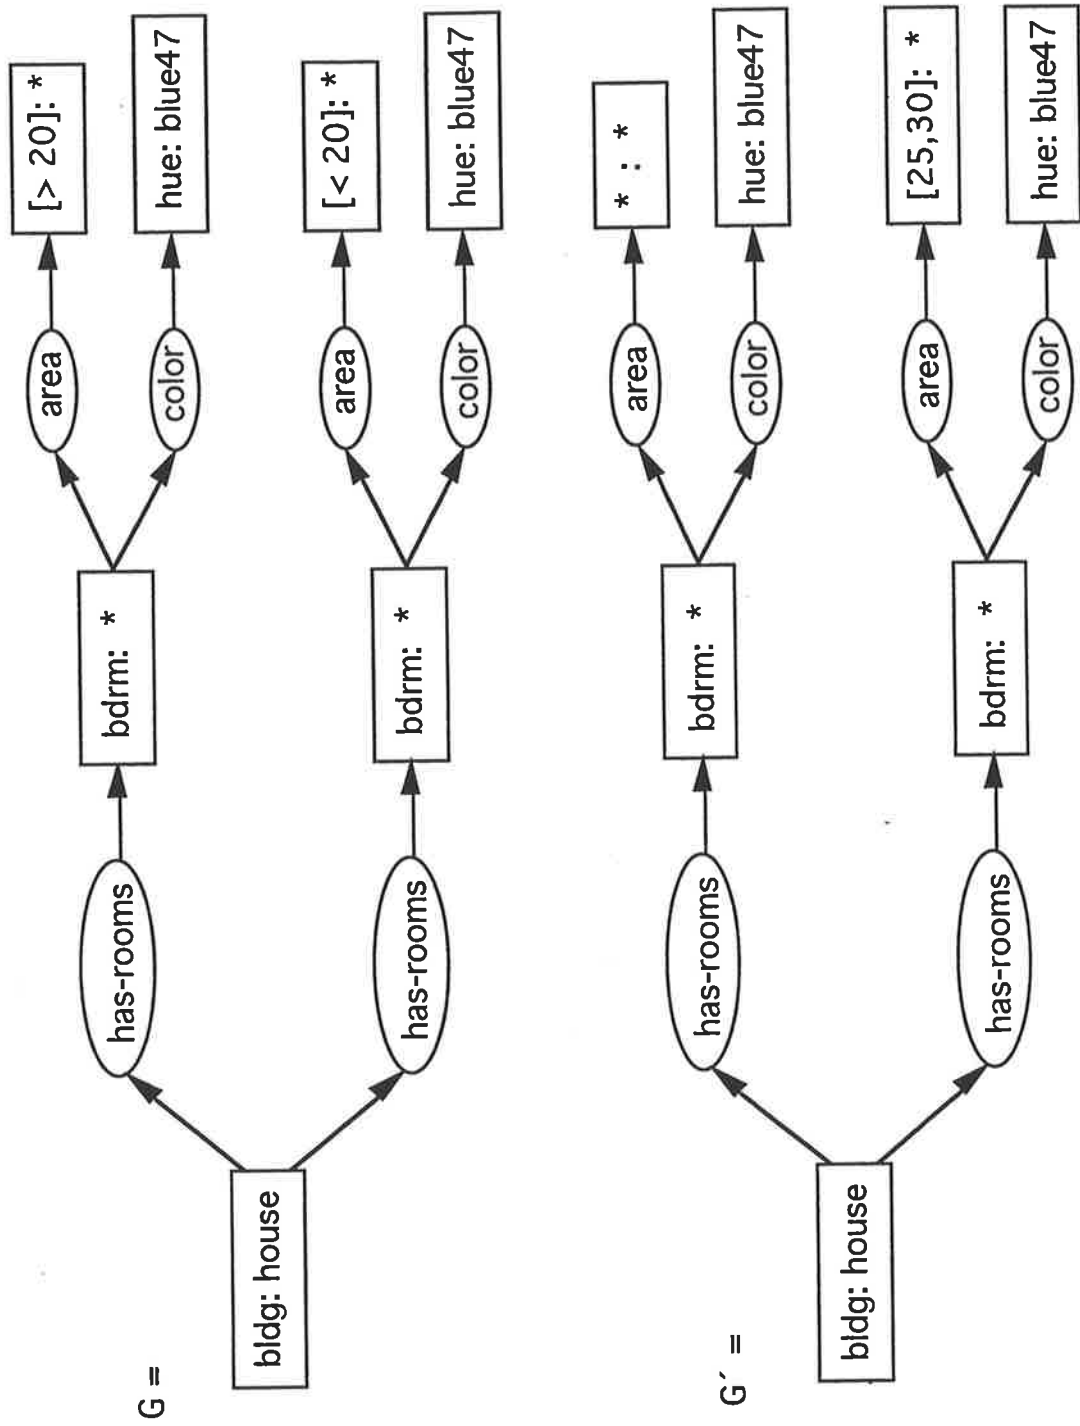 G =
bldg: house
has-rooms
bdrm: *
area
[> 20]: *
color
hue: blue47
has-rooms
bdrm: *
area
[< 20]: *
color
hue: blue47
G´ =
bldg: house
has-rooms
bdrm: *
area
* : *
color
hue: blue47
has-rooms
bdrm: *
area
[25,30]: *
color
hue: blue47